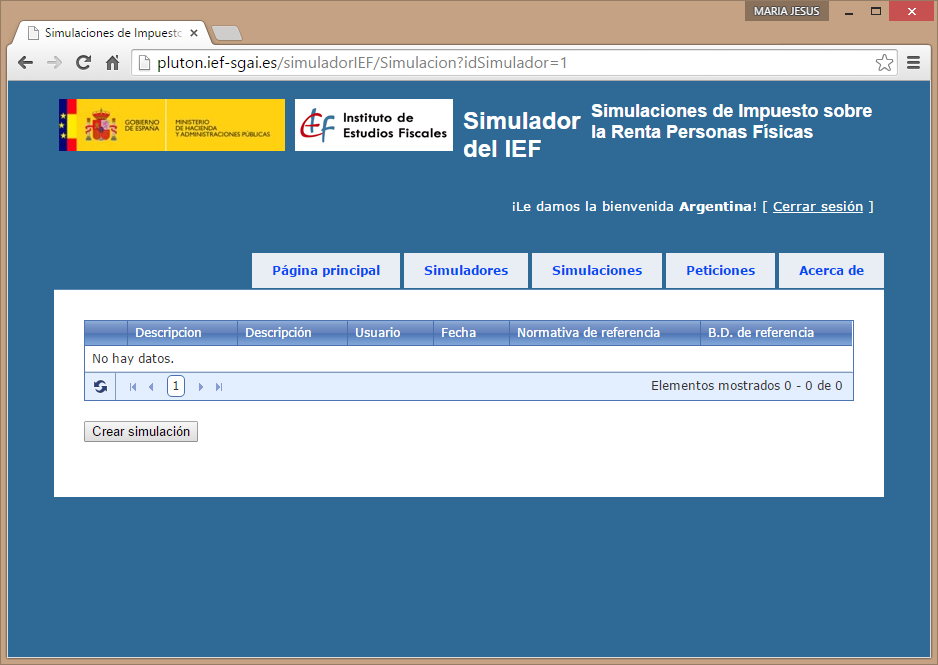 MARIA JESUS
Simulaciones de Impuesto
pluton.ief-sgai.es/simuladorIEF/Simulacion?idSimulador=1
GOBIERNO
DE ESPAÑA
MINISTERIO
DE HACIENDA
Y ADMINISTRACIONES PÚBLICAS
Instituto de
Estudios Fiscales
Simulador
del IEF
Simulaciones de Impuesto sobre
la Renta Personas Físicas
¡Le damos la bienvenida Argentina! [ Cerrar sesión ]
Página principal Simuladores Simulaciones Peticiones Acerca de
Descripcion Descripción Usuario Fecha Normativa de referencia B.D. de referencia
No hay datos.
1 Elementos mostrados 0 - 0 de 0
Crear simulación